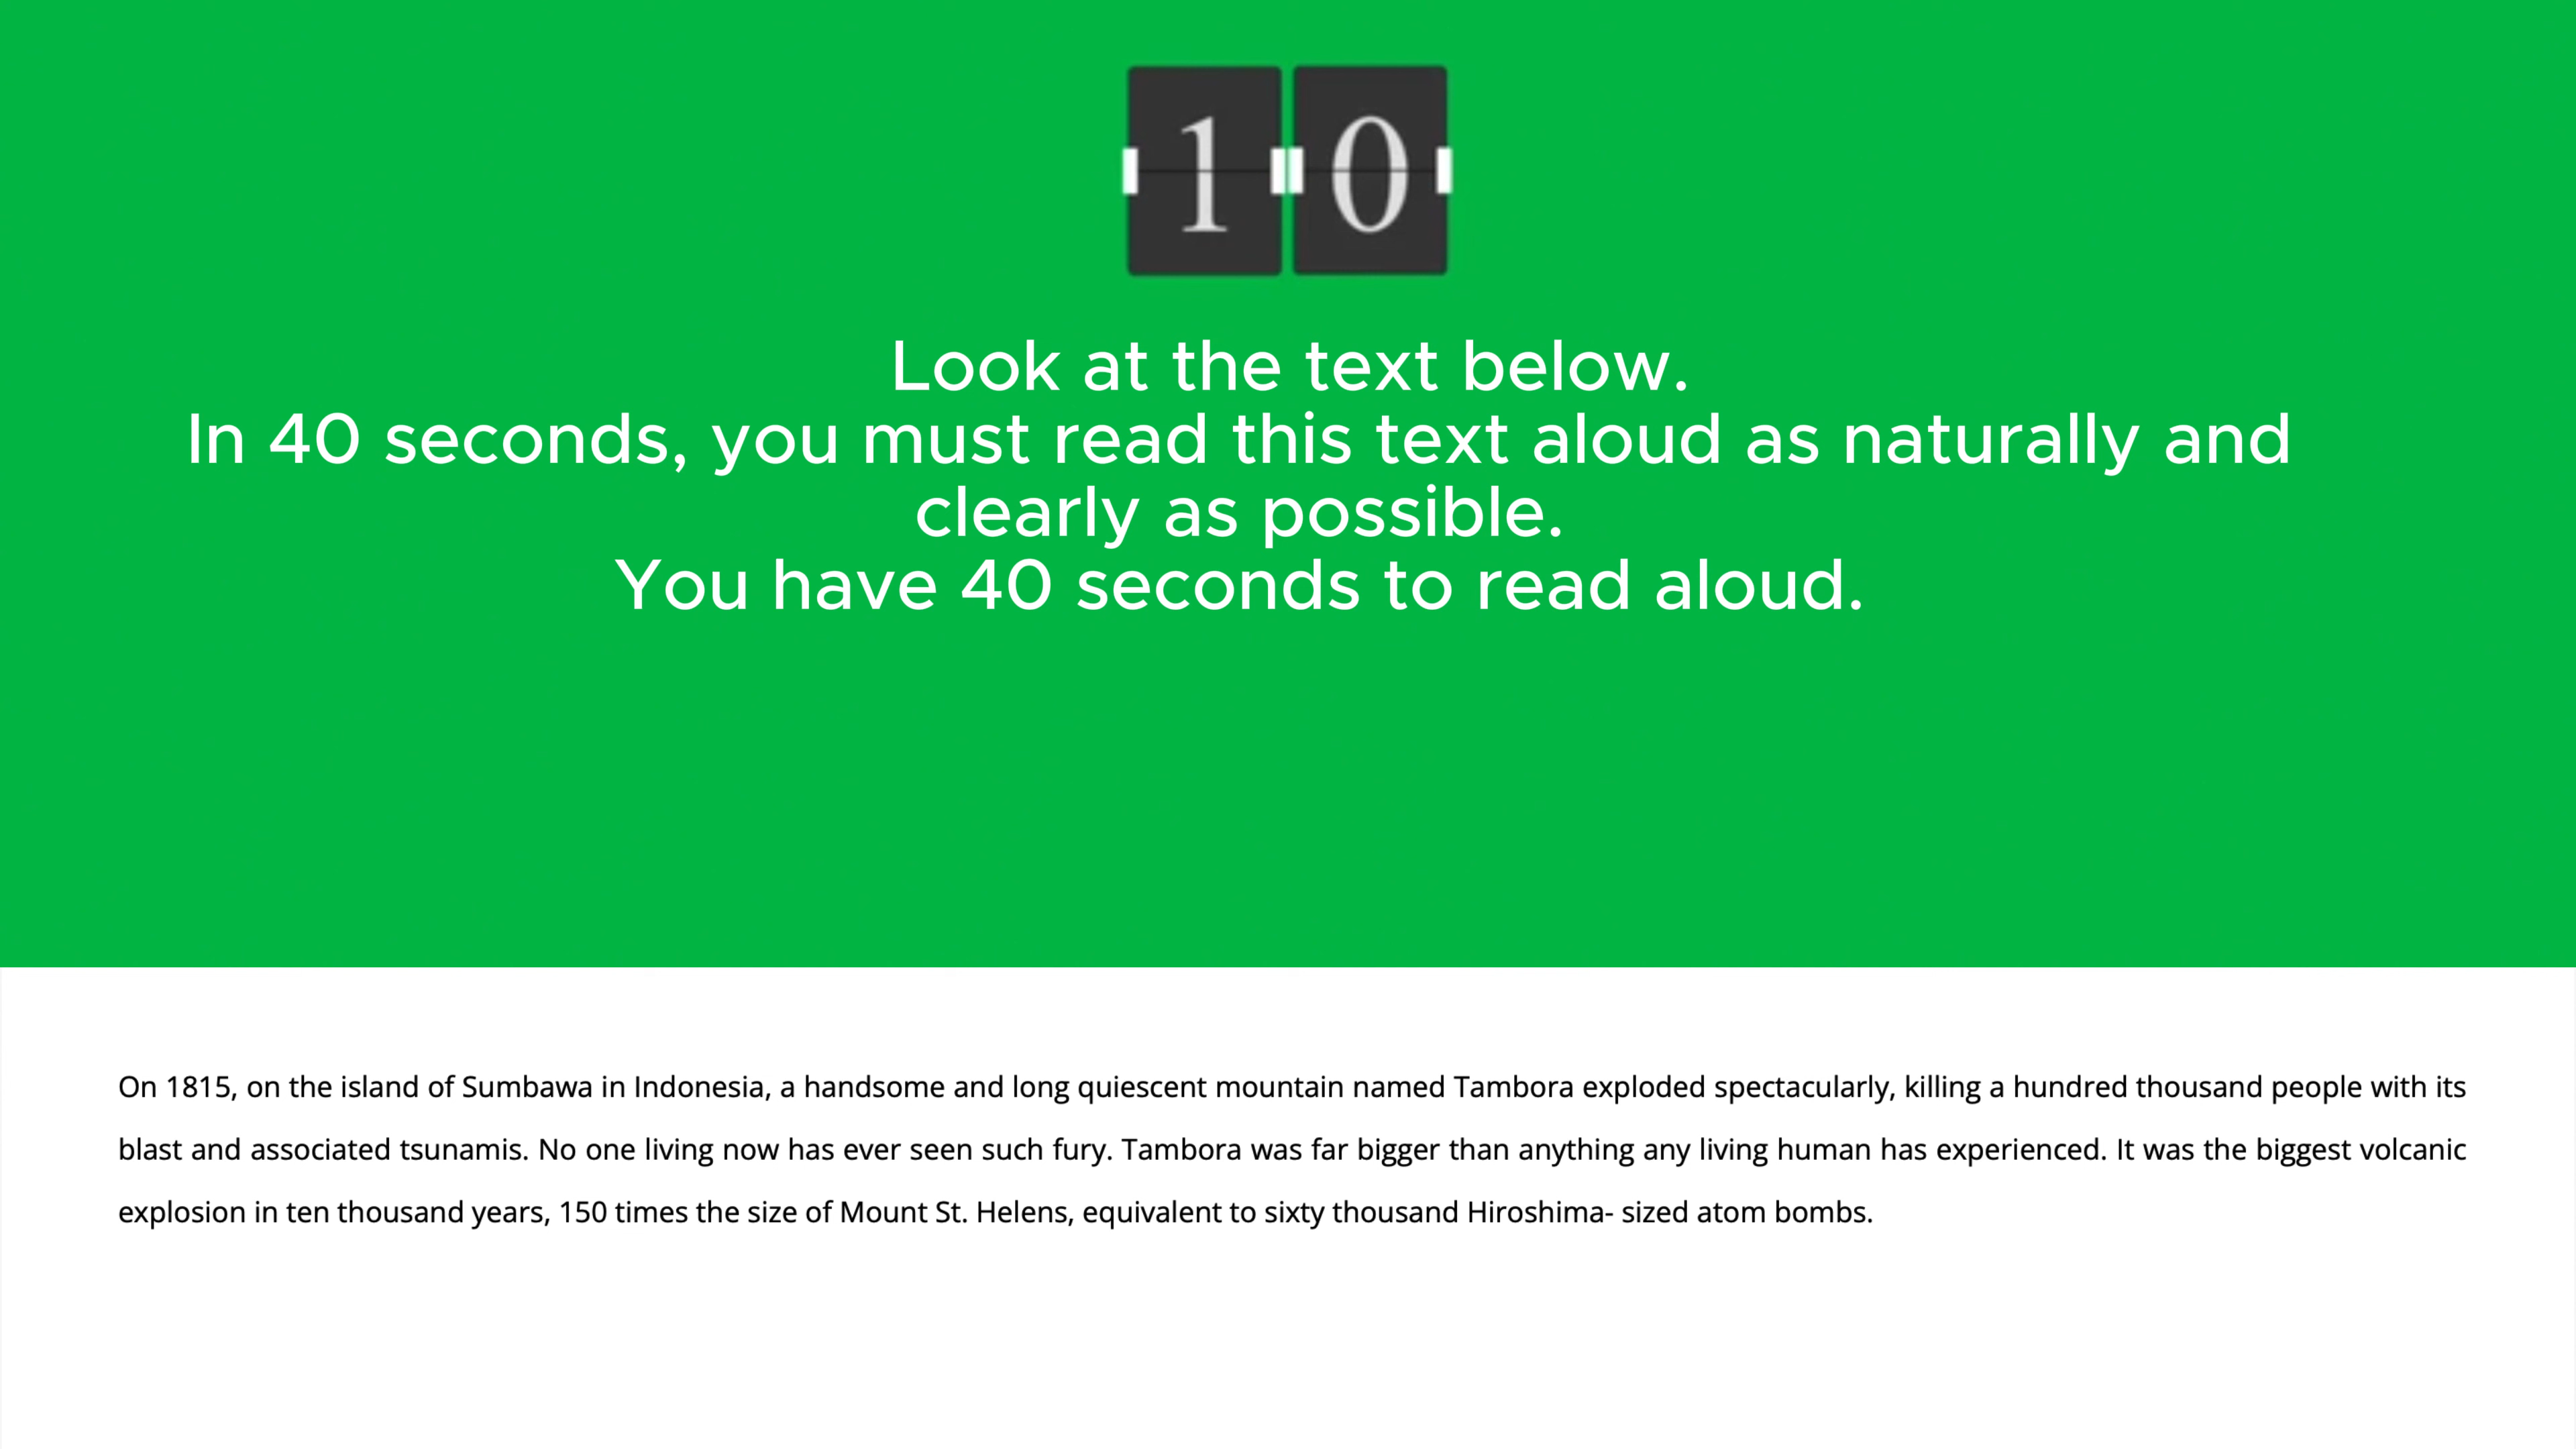 10
Look at the text below.
In 40 seconds, you must read this text aloud as naturally and
clearly as possible.
You have 40 seconds to read aloud.
On 1815, on the island of Sumbawa in Indonesia, a handsome and long quiescent mountain named Tambora exploded spectacularly, killing a hundred thousand people with its
blast and associated tsunamis. No one living now has ever seen such fury. Tambora was far bigger than anything any living human has experienced. It was the biggest volcanic
explosion in ten thousand years, 150 times the size of Mount St. Helens, equivalent to sixty thousand Hiroshima- sized atom bombs.